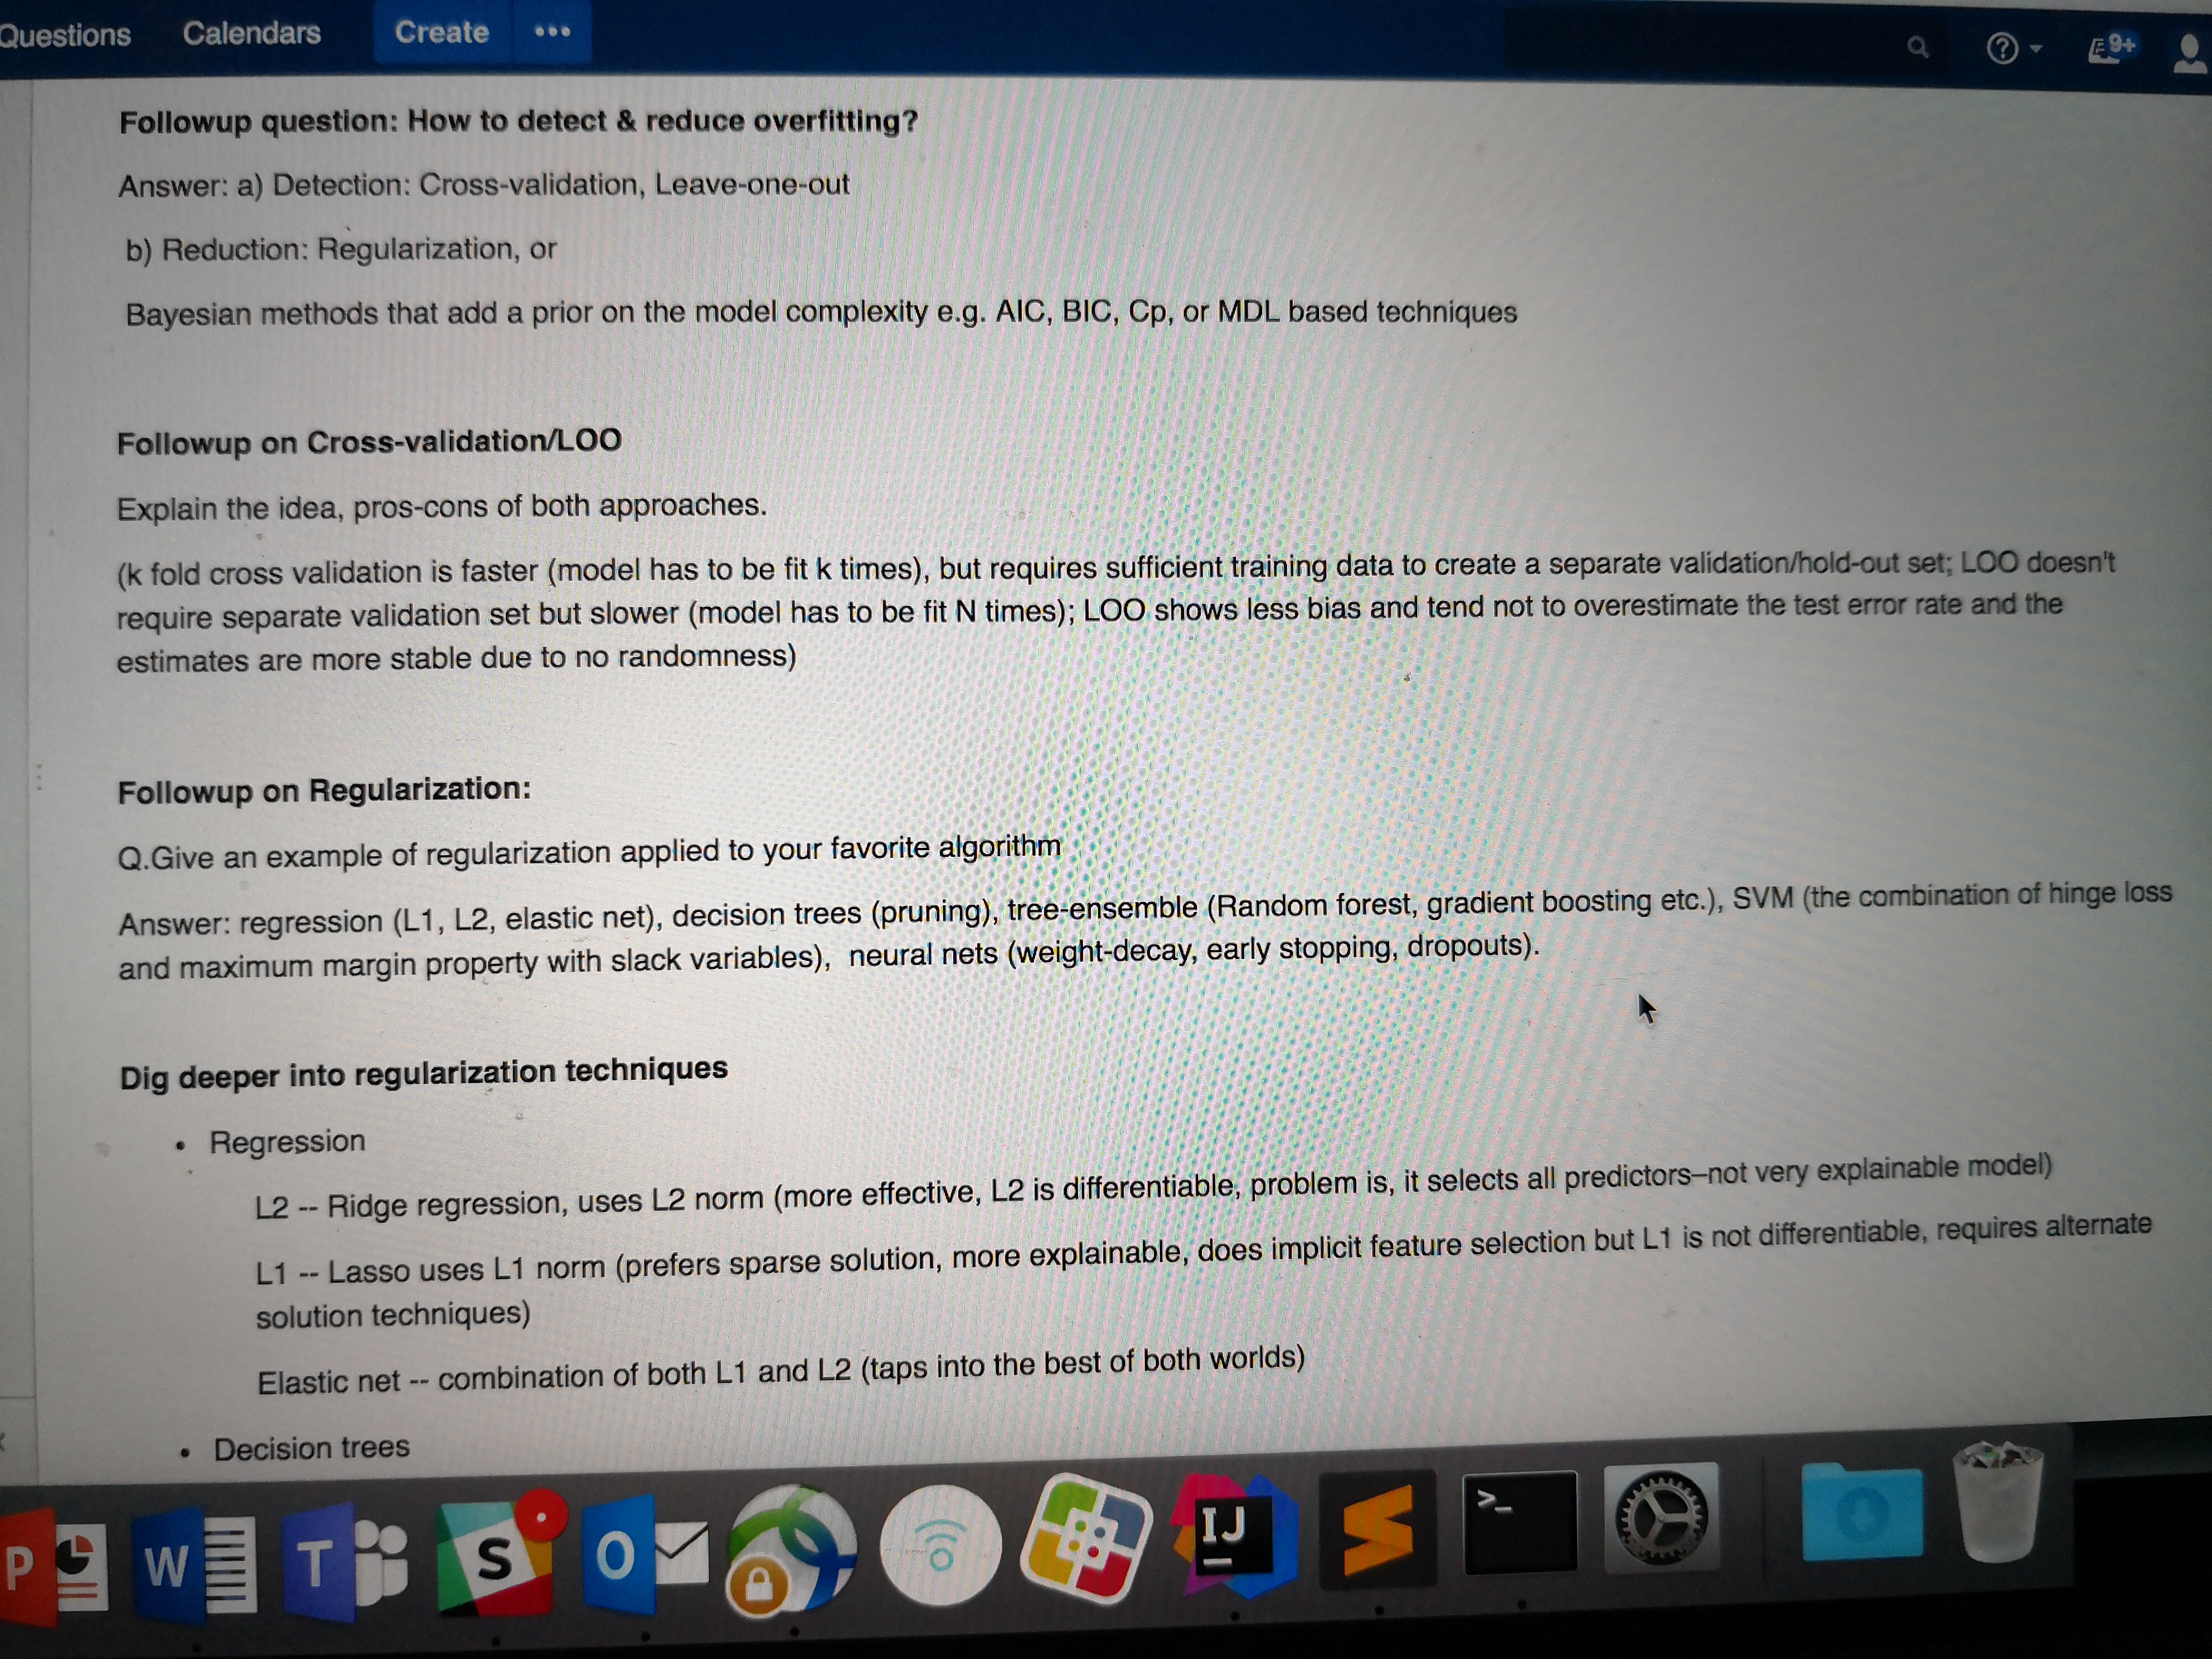 Questions Calendars Create •••
9+
Followup question: How to detect & reduce overfitting?
Answer: a) Detection: Cross-validation, Leave-one-out
b) Reduction: Regularization, or
Bayesian methods that add a prior on the model complexity e.g. AIC, BIC, Cp, or MDL based techniques
Followup on Cross-validation/LOO
Explain the idea, pros-cons of both approaches.
(k fold cross validation is faster (model has to be fit k times), but requires sufficient training data to create a separate validation/hold-out set; LOO doesn't
require separate validation set but slower (model has to be fit N times); LOO shows less bias and tend not to overestimate the test error rate and the
estimates are more stable due to no randomness)
Followup on Regularization:
Q.Give an example of regularization applied to your favorite algorithm
Answer: regression (L1, L2, elastic net), decision trees (pruning), tree-ensemble (Random forest, gradient boosting etc.), SVM (the combination of hinge loss
and maximum margin property with slack variables),  neural nets (weight-decay, early stopping, dropouts).
Dig deeper into regularization techniques
• Regression
L2 -- Ridge regression, uses L2 norm (more effective, L2 is differentiable, problem is, it selects all predictors–not very explainable model)
L1 -- Lasso uses L1 norm (prefers sparse solution, more explainable, does implicit feature selection but L1 is not differentiable, requires alternate
solution techniques)
Elastic net -- combination of both L1 and L2 (taps into the best of both worlds)
• Decision trees
P W T S O IJ >_